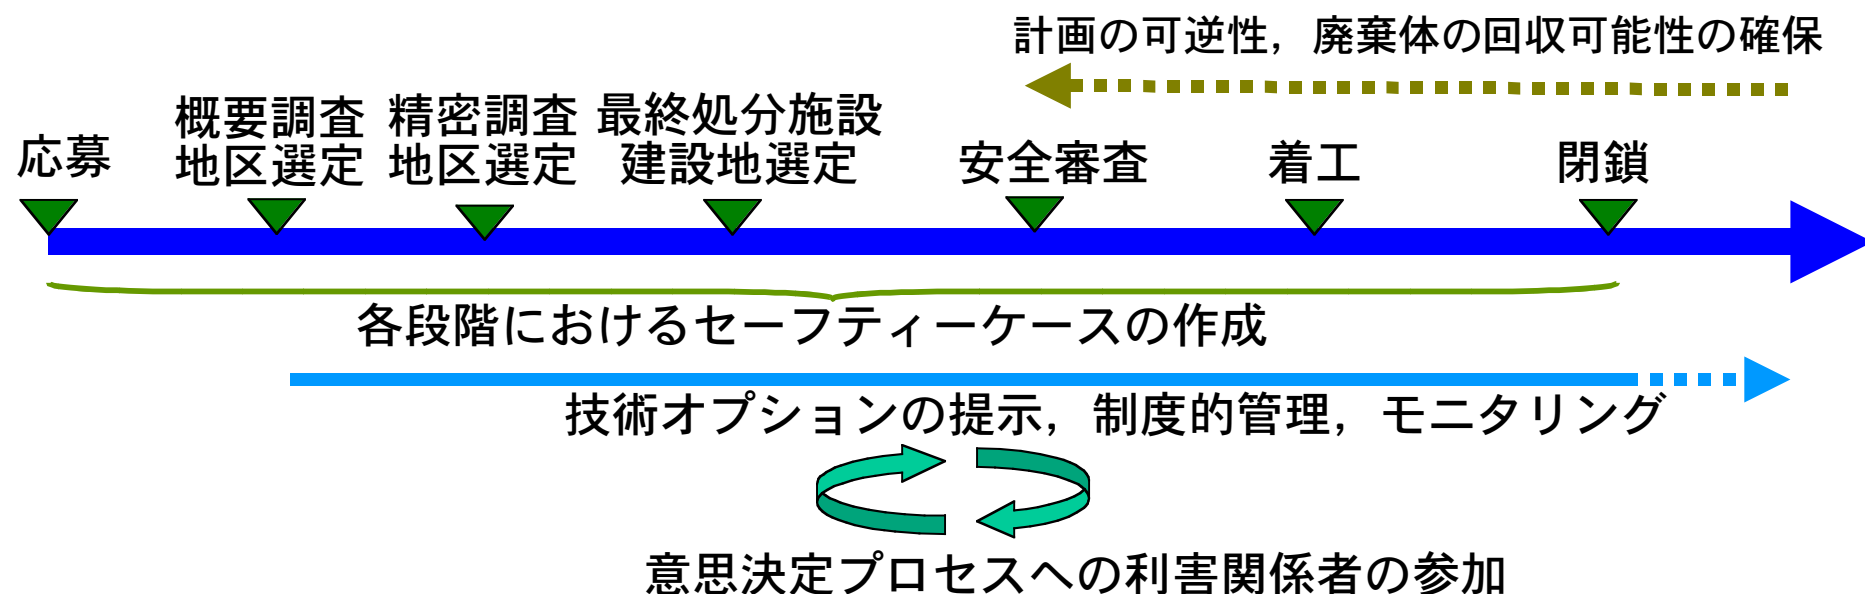 計画の可逆性，廃棄体の回収可能性の確保
応募
概要調査
地区選定
精密調査
地区選定
最終処分施設
建設地選定
安全審査
着工
閉鎖
各段階におけるセーフティーケースの作成
技術オプションの提示，制度的管理，モニタリング
意思決定プロセスへの利害関係者の参加